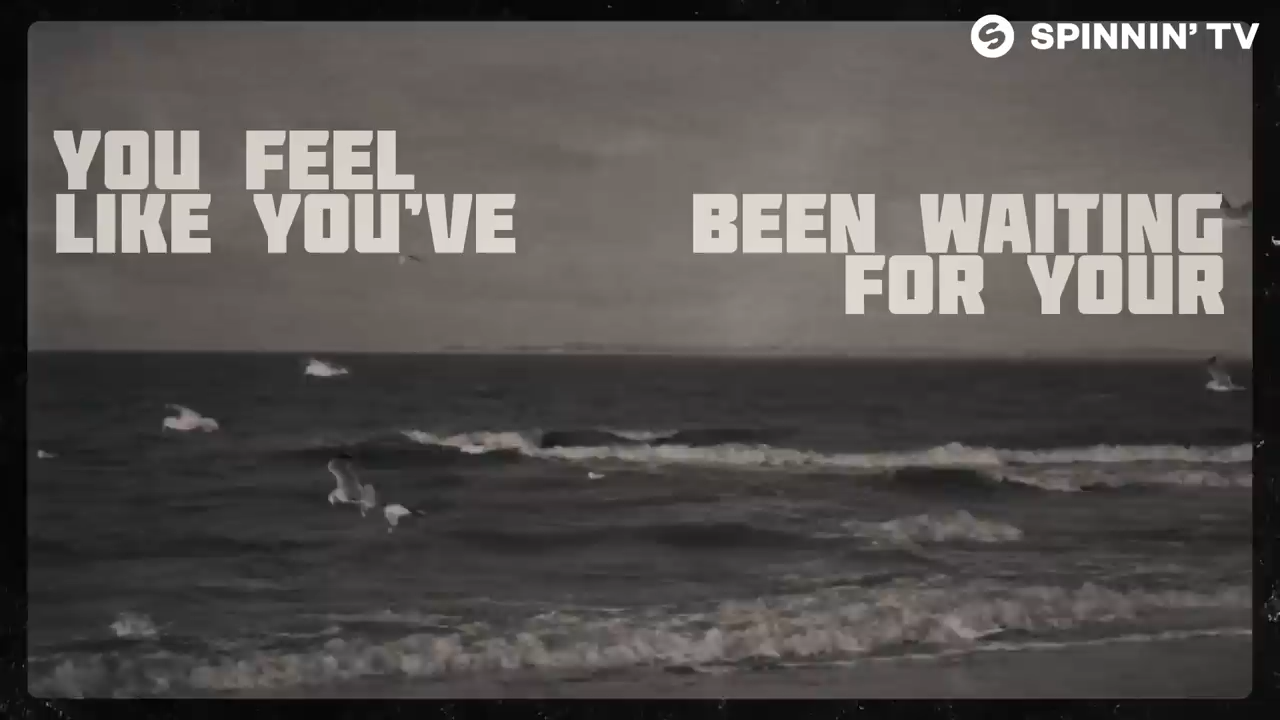 SPINNIN' TV
YOU FEEL
LIKE YOU'VE
BEEN WAITING
FOR YOUR